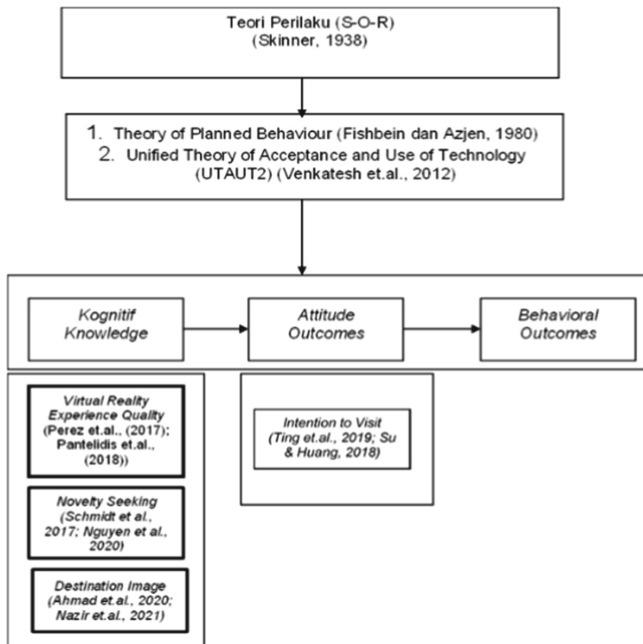 Teori Perilaku (S-O-R)
(Skinner, 1938)
1. Theory of Planned Behaviour (Fishbein dan Azjen, 1980)
2. Unified Theory of Acceptance and Use of Technology
(UTAUT2) (Venkatesh et.al., 2012)
Kognitif
Knowledge
Attitude
Outcomes
Behavioral
Outcomes
Virtual Reality
Experience Quality
(Perez et.al., (2017);
Pantelidis et.al.,
(2018))
Novelty Seeking
(Schmidt et al.,
2017; Nguyen et al.,
2020)
Destination Image
(Ahmad et.al., 2020;
Nazir et.al., 2021)
Intention to Visit
(Ting et.al., 2019; Su
& Huang, 2018)